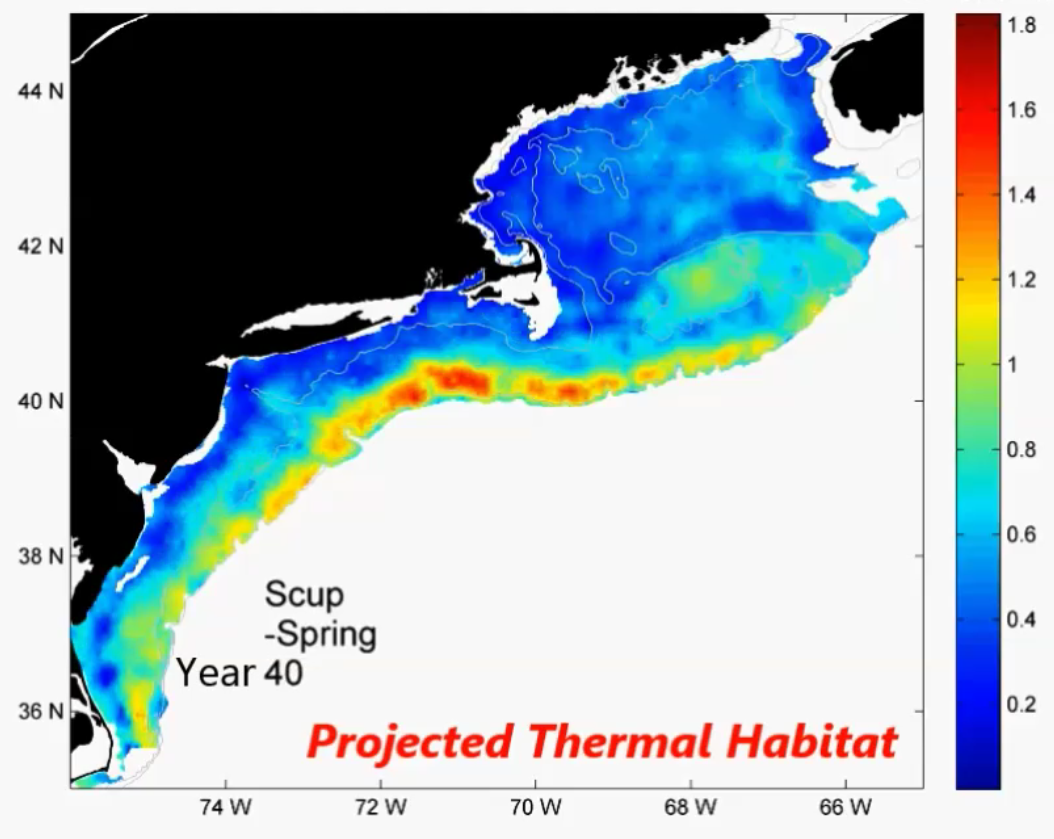 44 N
42 N
40 N
38 N
36 N
74 W
72 W
70 W
68 W
66 W
1.8
1.6
1.4
1.2
1
0.8
0.6
0.4
0.2
Scup
-Spring
Year 40
Projected Thermal Habitat